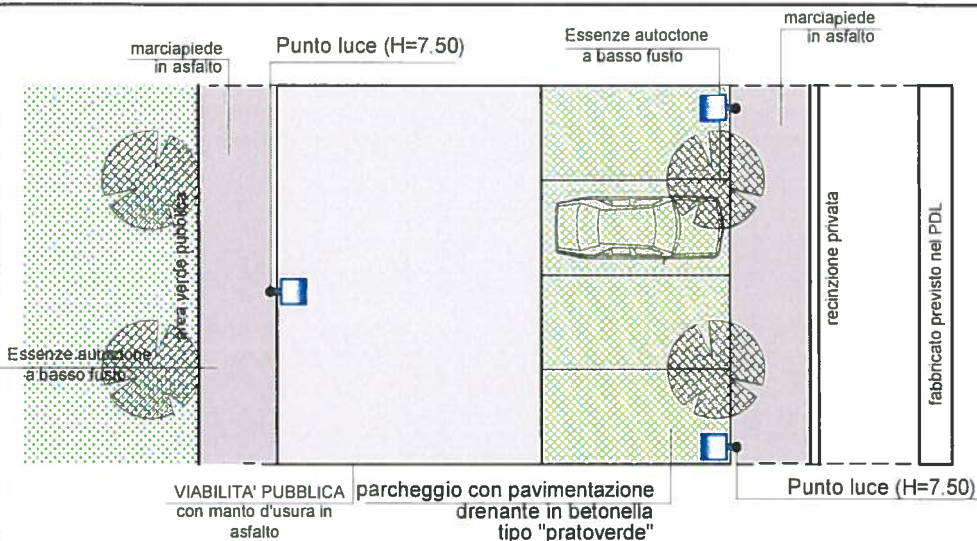 marciapiede
in asfalto
Punto luce (H=7.50)
Essenze autoctone
a basso fusto
marciapiede
in asfalto
area verde pubblica
recinzione privata
fabbricato previsto nel PDL
Essenze autoctone
a basso fusto
VIABILITA' PUBBLICA
con manto d'usura in
asfalto
parcheggio con pavimentazione
drenante in betonella
tipo "pratoverde"
Punto luce (H=7.50)